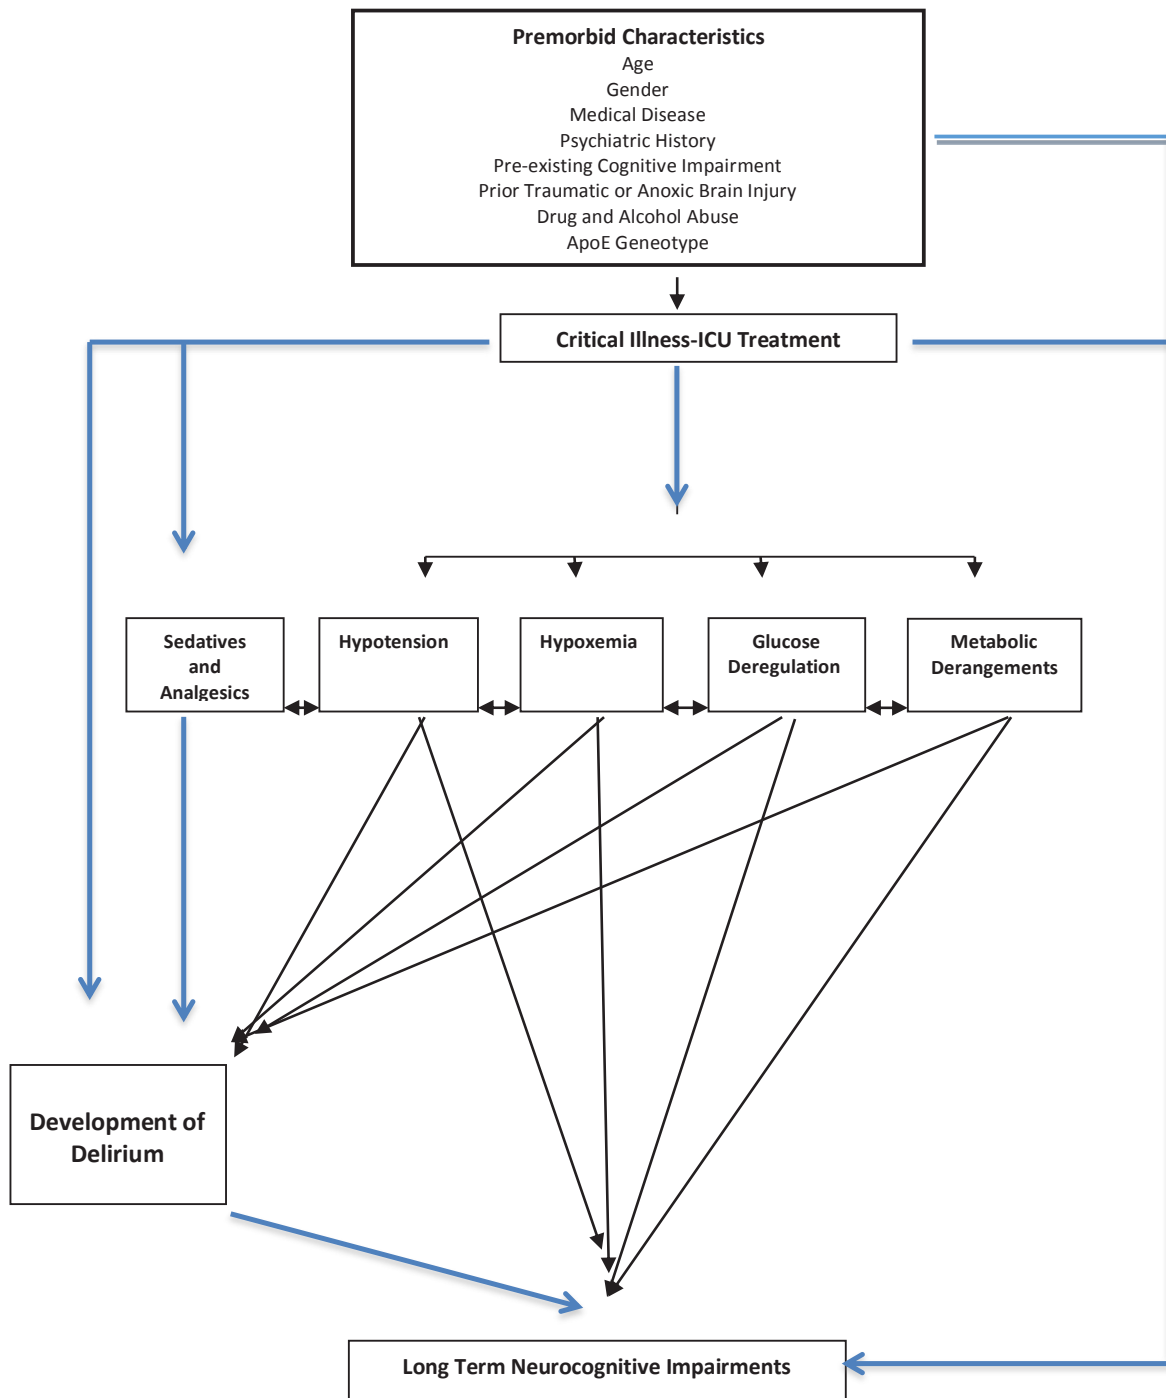 Premorbid Characteristics
Age
Gender
Medical Disease
Psychiatric History
Pre-existing Cognitive Impairment
Prior Traumatic or Anoxic Brain Injury
Drug and Alcohol Abuse
ApoE Geneotype
Critical Illness-ICU Treatment
Sedatives
and
Analgesics
Hypotension
Hypoxemia
Glucose
Deregulation
Metabolic
Derangements
Development of
Delirium
Long Term Neurocognitive Impairments